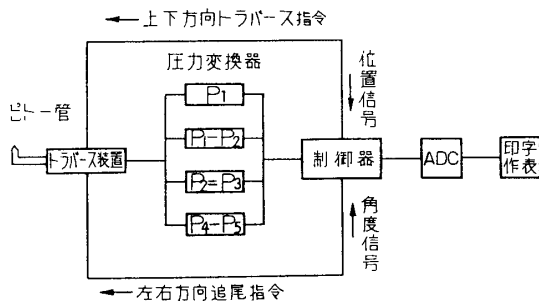 上下方向トラバース指令
圧力変換器
位置信号
P1
ピトー管
P1-P2
トラバース装置
制御器
ADC
印字
作表
P2=P3
P4-P5
角度信号
左右方向追尾指令